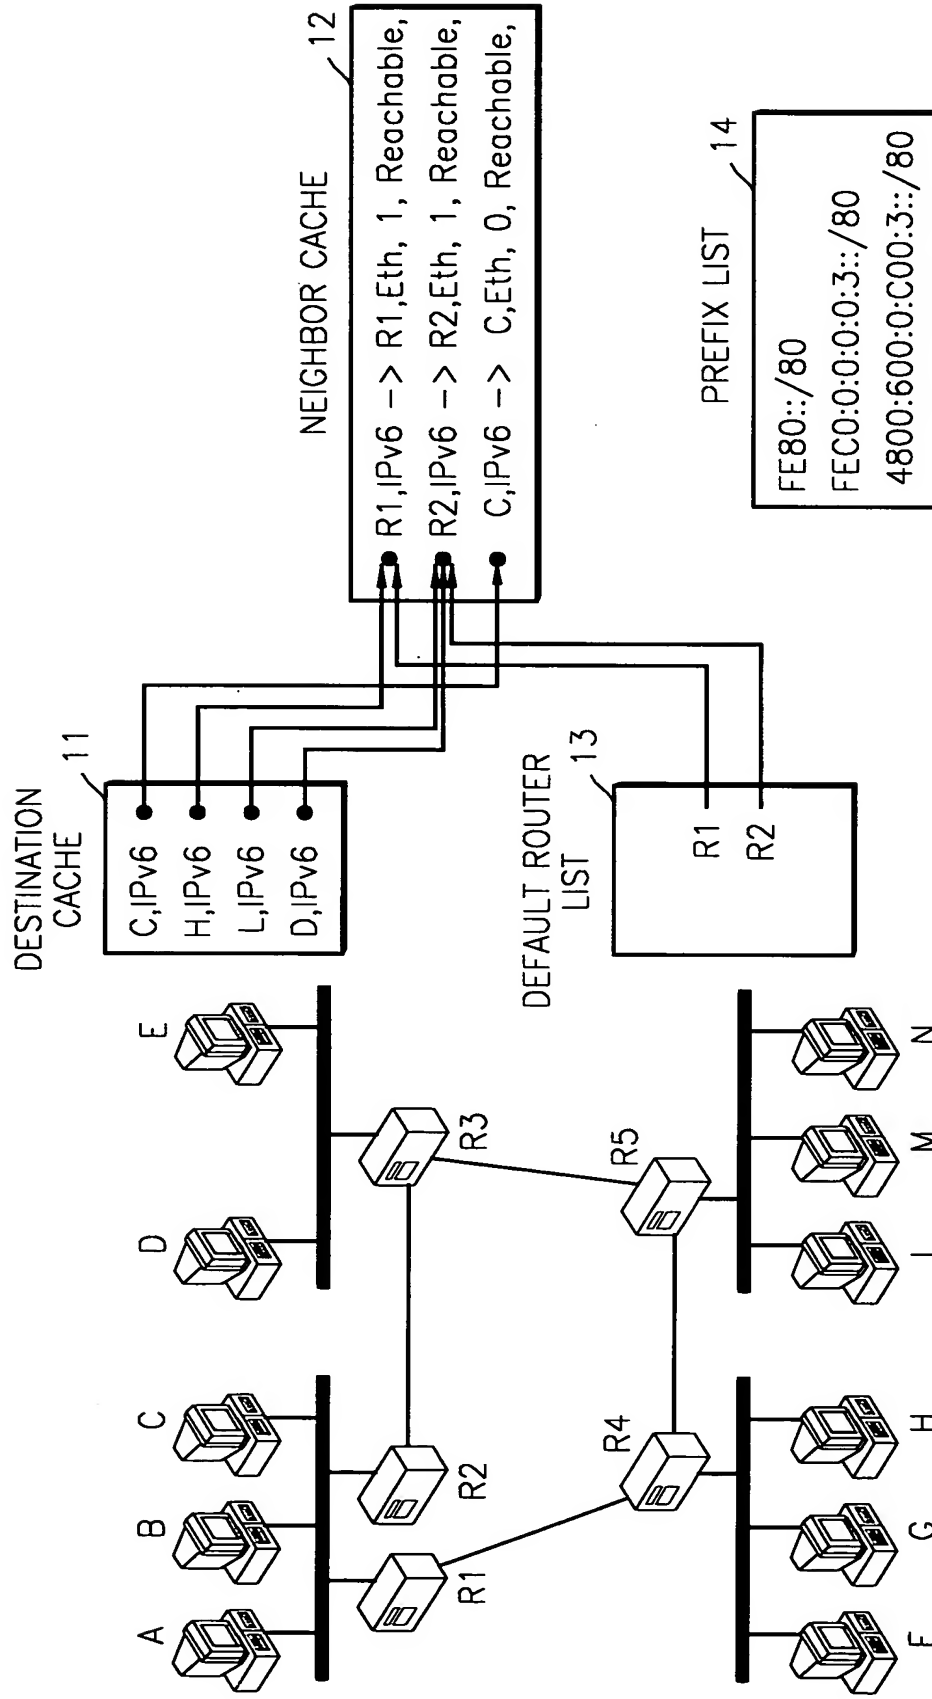 DESTINATION
CACHE
11
C,IPv6
H,IPv6
L,IPv6
D,IPv6
NEIGHBOR CACHE
12
R1,IPv6 –> R1,Eth, 1, Reachable,
R2,IPv6 –> R2,Eth, 1, Reachable,
C,IPv6 –> C,Eth, 0, Reachable,
A
B
C
D
E
R1
R2
R3
DEFAULT ROUTER
LIST
13
R1
R2
PREFIX LIST
14
FE80::/80
FEC0:0:0:0:3::/80
4800:600:0:C00:3::/80
R4
R5
F
G
H
M
N